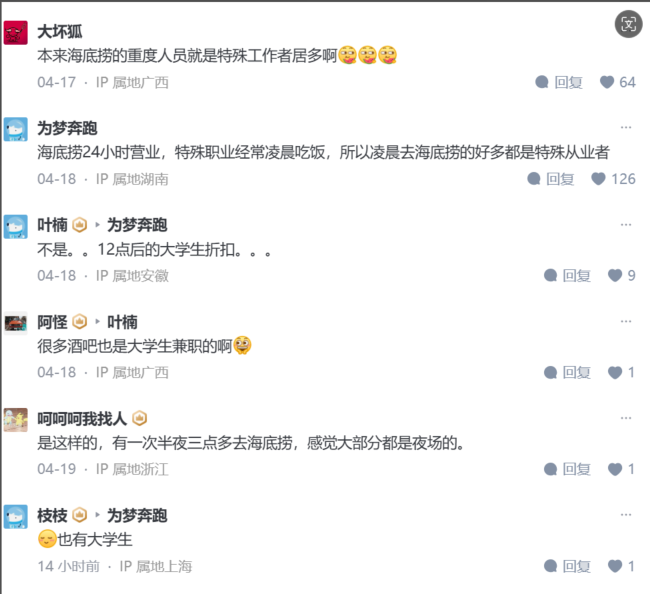 大坏狐
本来海底捞的重度人员就是特殊工作者居多啊
04-17 · IP 属地广西 回复 64
为梦奔跑
海底捞24小时营业，特殊职业经常凌晨吃饭，所以凌晨去海底捞的好多都是特殊从业者
04-18 · IP 属地湖南 回复 126
叶楠 ▸ 为梦奔跑
不是。。12点后的大学生折扣。。。
04-18 · IP 属地安徽 回复 9
阿怪 ▸ 叶楠
很多酒吧也是大学生兼职的啊
04-18 · IP 属地广西 回复 1
呵呵呵我找人
是这样的，有一次半夜三点多去海底捞，感觉大部分都是夜场的。
04-19 · IP 属地浙江 回复 1
枝枝 ▸ 为梦奔跑
也有大学生
14 小时前 · IP 属地上海 回复 1